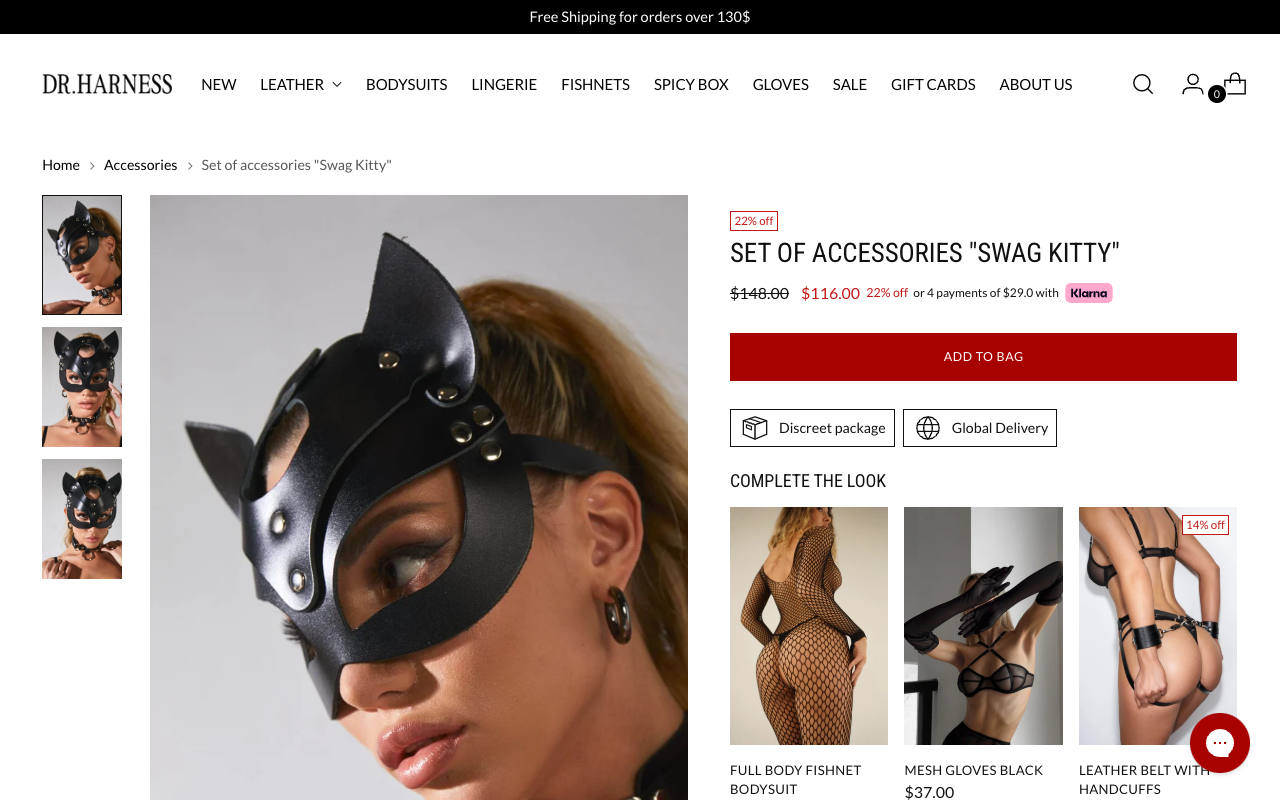 Free Shipping for orders over 130$
DR.HARNESS
NEW
LEATHER
BODYSUITS
LINGERIE
FISHNETS
SPICY BOX
GLOVES
SALE
GIFT CARDS
ABOUT US
0
Home > Accessories > Set of accessories "Swag Kitty"
22% off
SET OF ACCESSORIES "SWAG KITTY"
$148.00 $116.00 22% off or 4 payments of $29.0 with Klarna
ADD TO BAG
Discreet package
Global Delivery
COMPLETE THE LOOK
14% off
FULL BODY FISHNET
BODYSUIT
MESH GLOVES BLACK
$37.00
LEATHER BELT WITH
HANDCUFFS